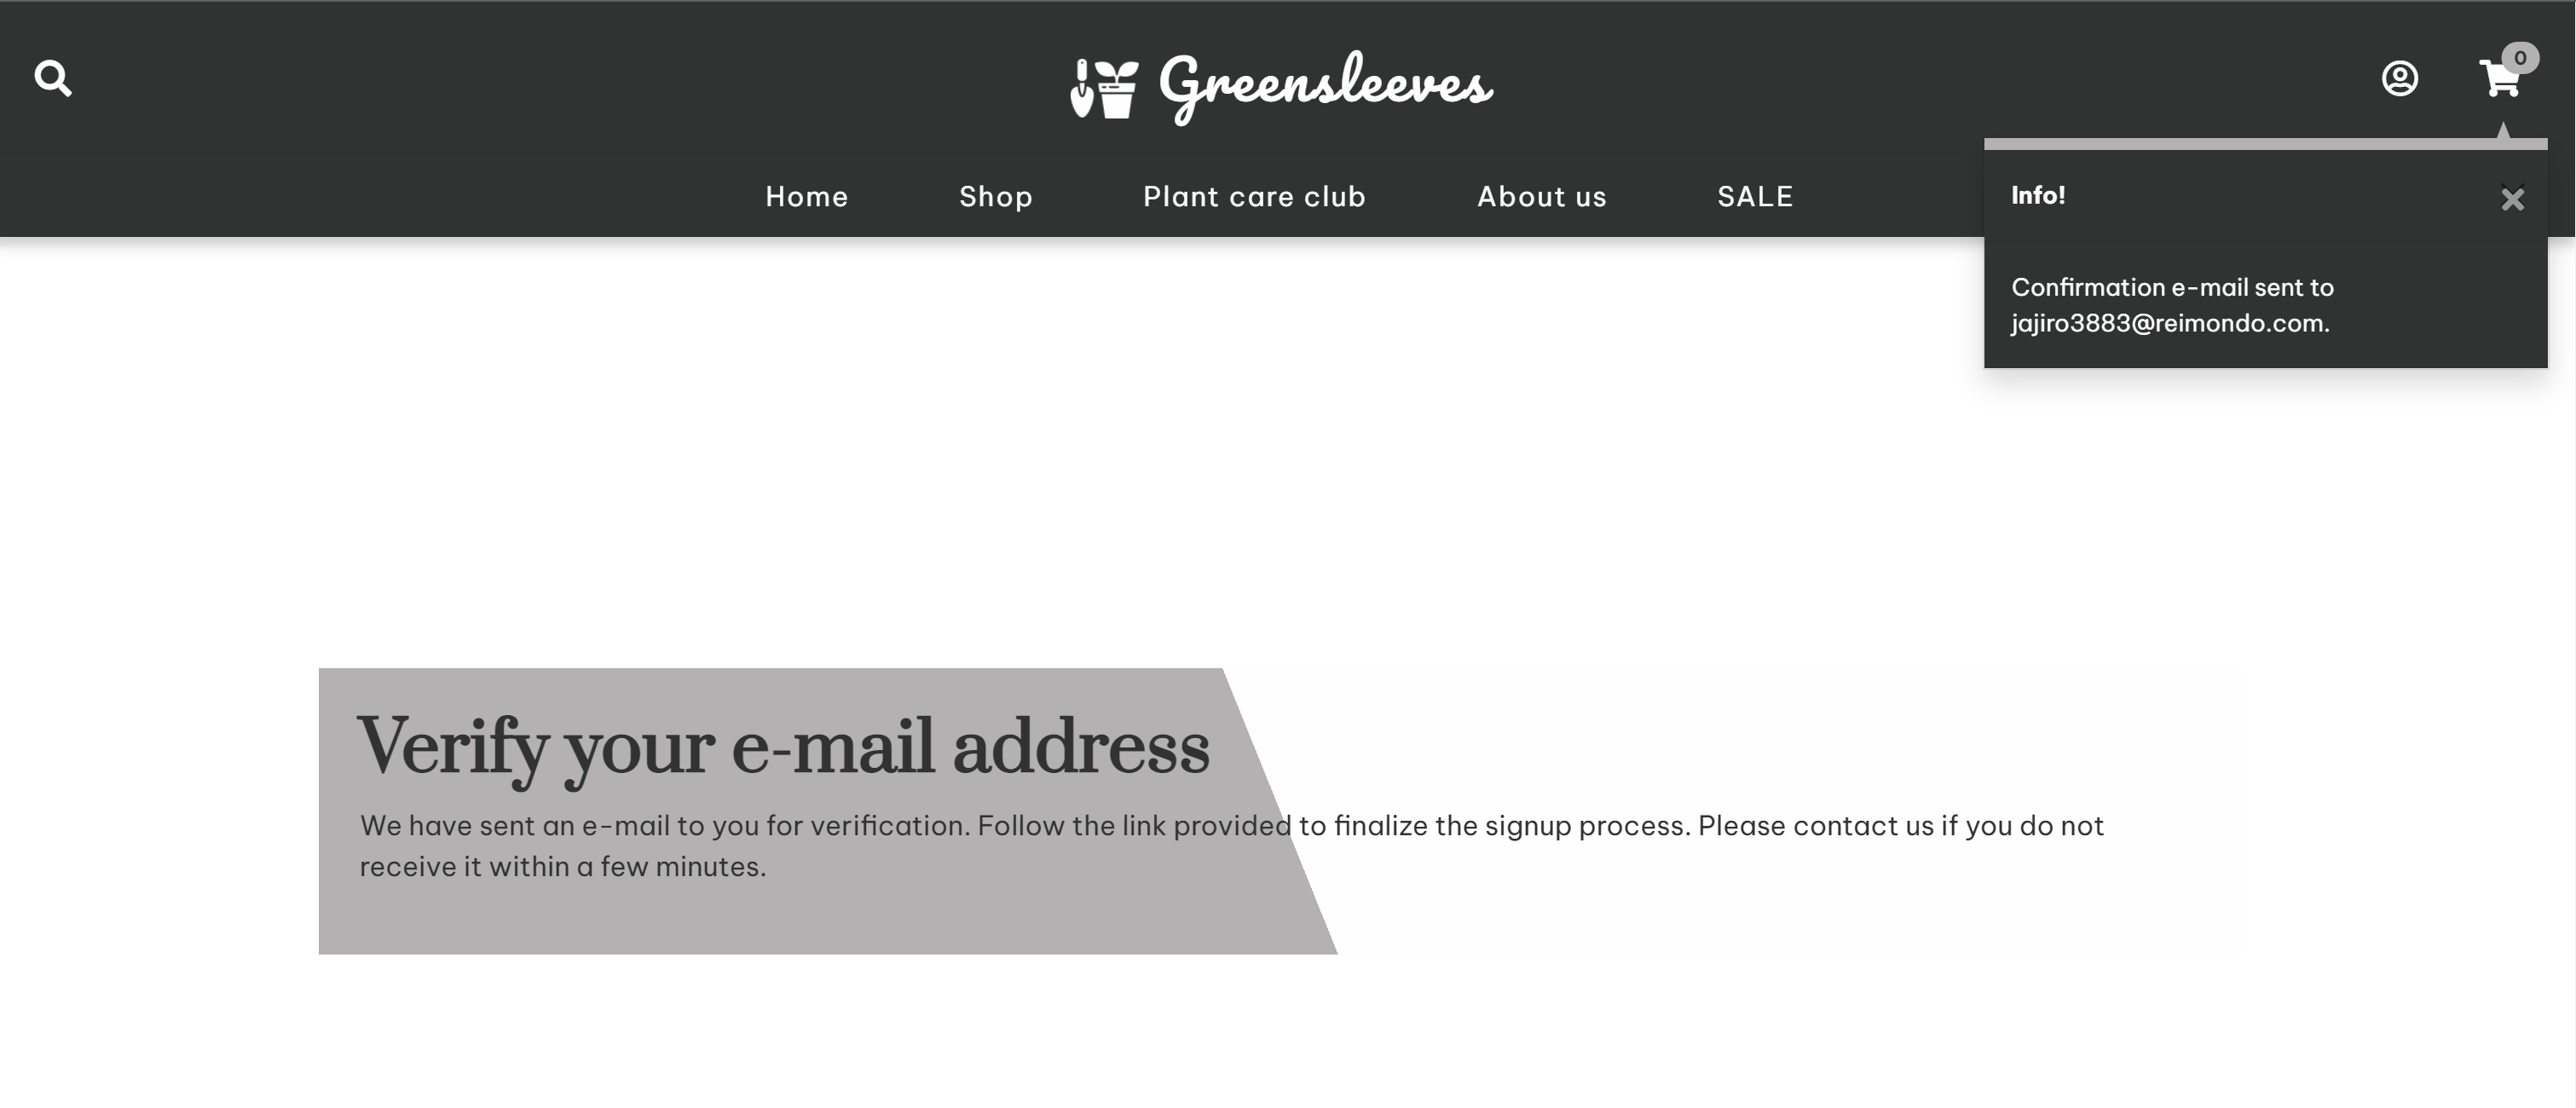 Greensleeves
0
Home Shop Plant care club About us SALE
Info!
Confirmation e-mail sent to
jajiro3883@reimondo.com.
Verify your e-mail address
We have sent an e-mail to you for verification. Follow the link provided to finalize the signup process. Please contact us if you do not
receive it within a few minutes.